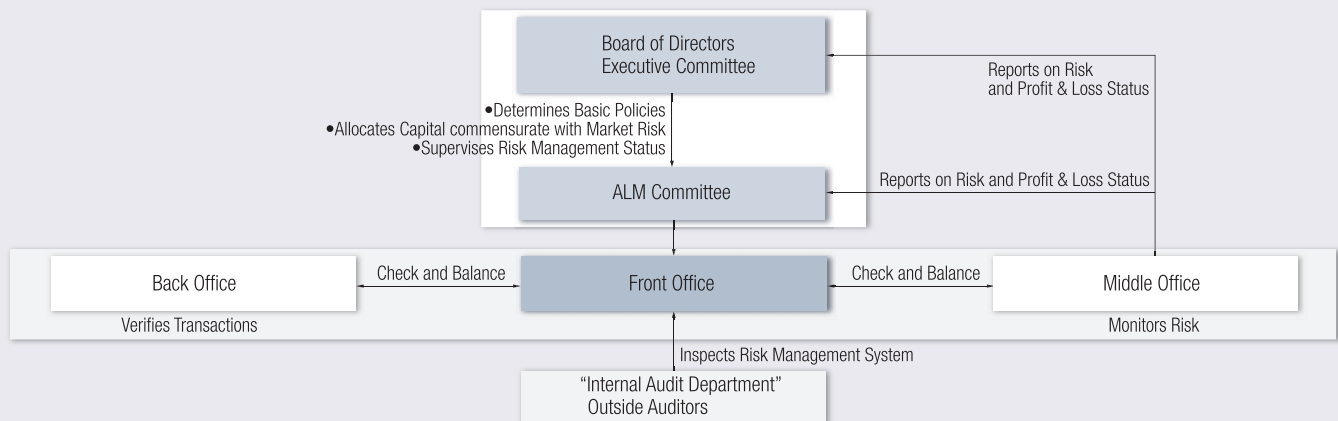 Board of Directors
Executive Committee
Reports on Risk
and Profit & Loss Status
•Determines Basic Policies
•Allocates Capital commensurate with Market Risk
•Supervises Risk Management Status
ALM Committee
Reports on Risk and Profit & Loss Status
Back Office
Check and Balance
Front Office
Check and Balance
Middle Office
Verifies Transactions
Monitors Risk
Inspects Risk Management System
“Internal Audit Department”
Outside Auditors